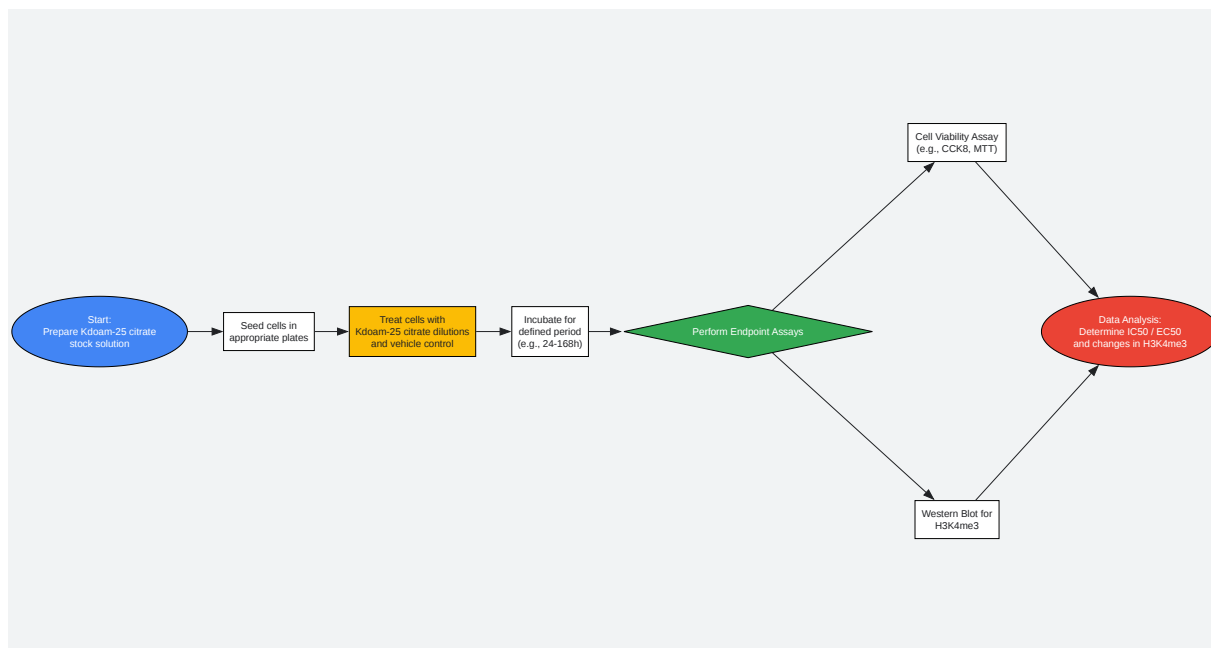 Start:
Prepare Kdoam-25 citrate
stock solution
Seed cells in
appropriate plates
Treat cells with
Kdoam-25 citrate dilutions
and vehicle control
Incubate for
defined period
(e.g., 24-168h)
Perform Endpoint Assays
Cell Viability Assay
(e.g., CCK8, MTT)
Western Blot for
H3K4me3
Data Analysis:
Determine IC50 / EC50
and changes in H3K4me3